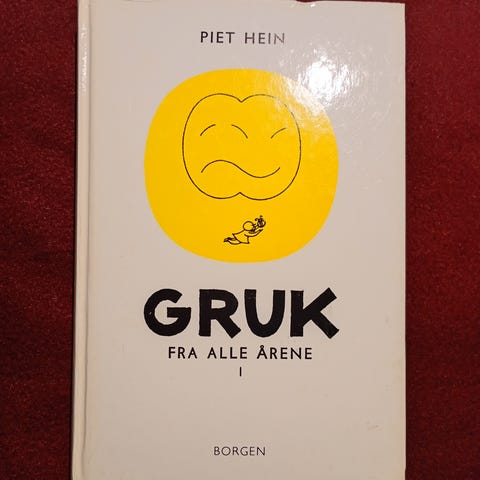 PIET HEIN
GRUK
FRA ALLE ÅRENE
I
BORGEN